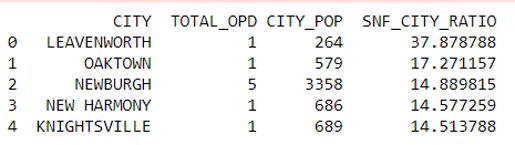 CITY TOTAL_OPD CITY_POP SNF_CITY_RATIO
0 LEAVENWORTH 1 264 37.878788
1 OAKTOWN 1 579 17.271157
2 NEWBURGH 5 3358 14.889815
3 NEW HARMONY 1 686 14.577259
4 KNIGHTSVILLE 1 689 14.513788